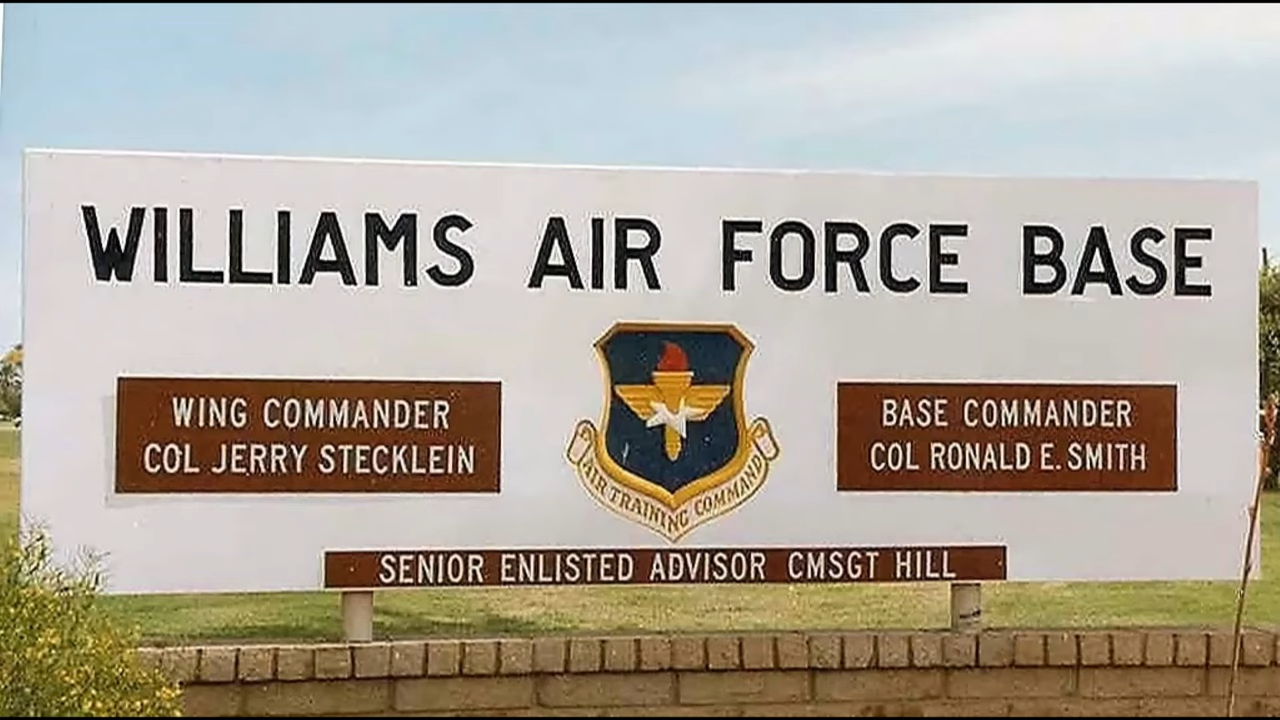 WILLIAMS AIR FORCE BASE
WING COMMANDER
COL JERRY STECKLEIN
AIR TRAINING COMMAND
BASE COMMANDER
COL RONALD E. SMITH
SENIOR ENLISTED ADVISOR CMSGT HILL